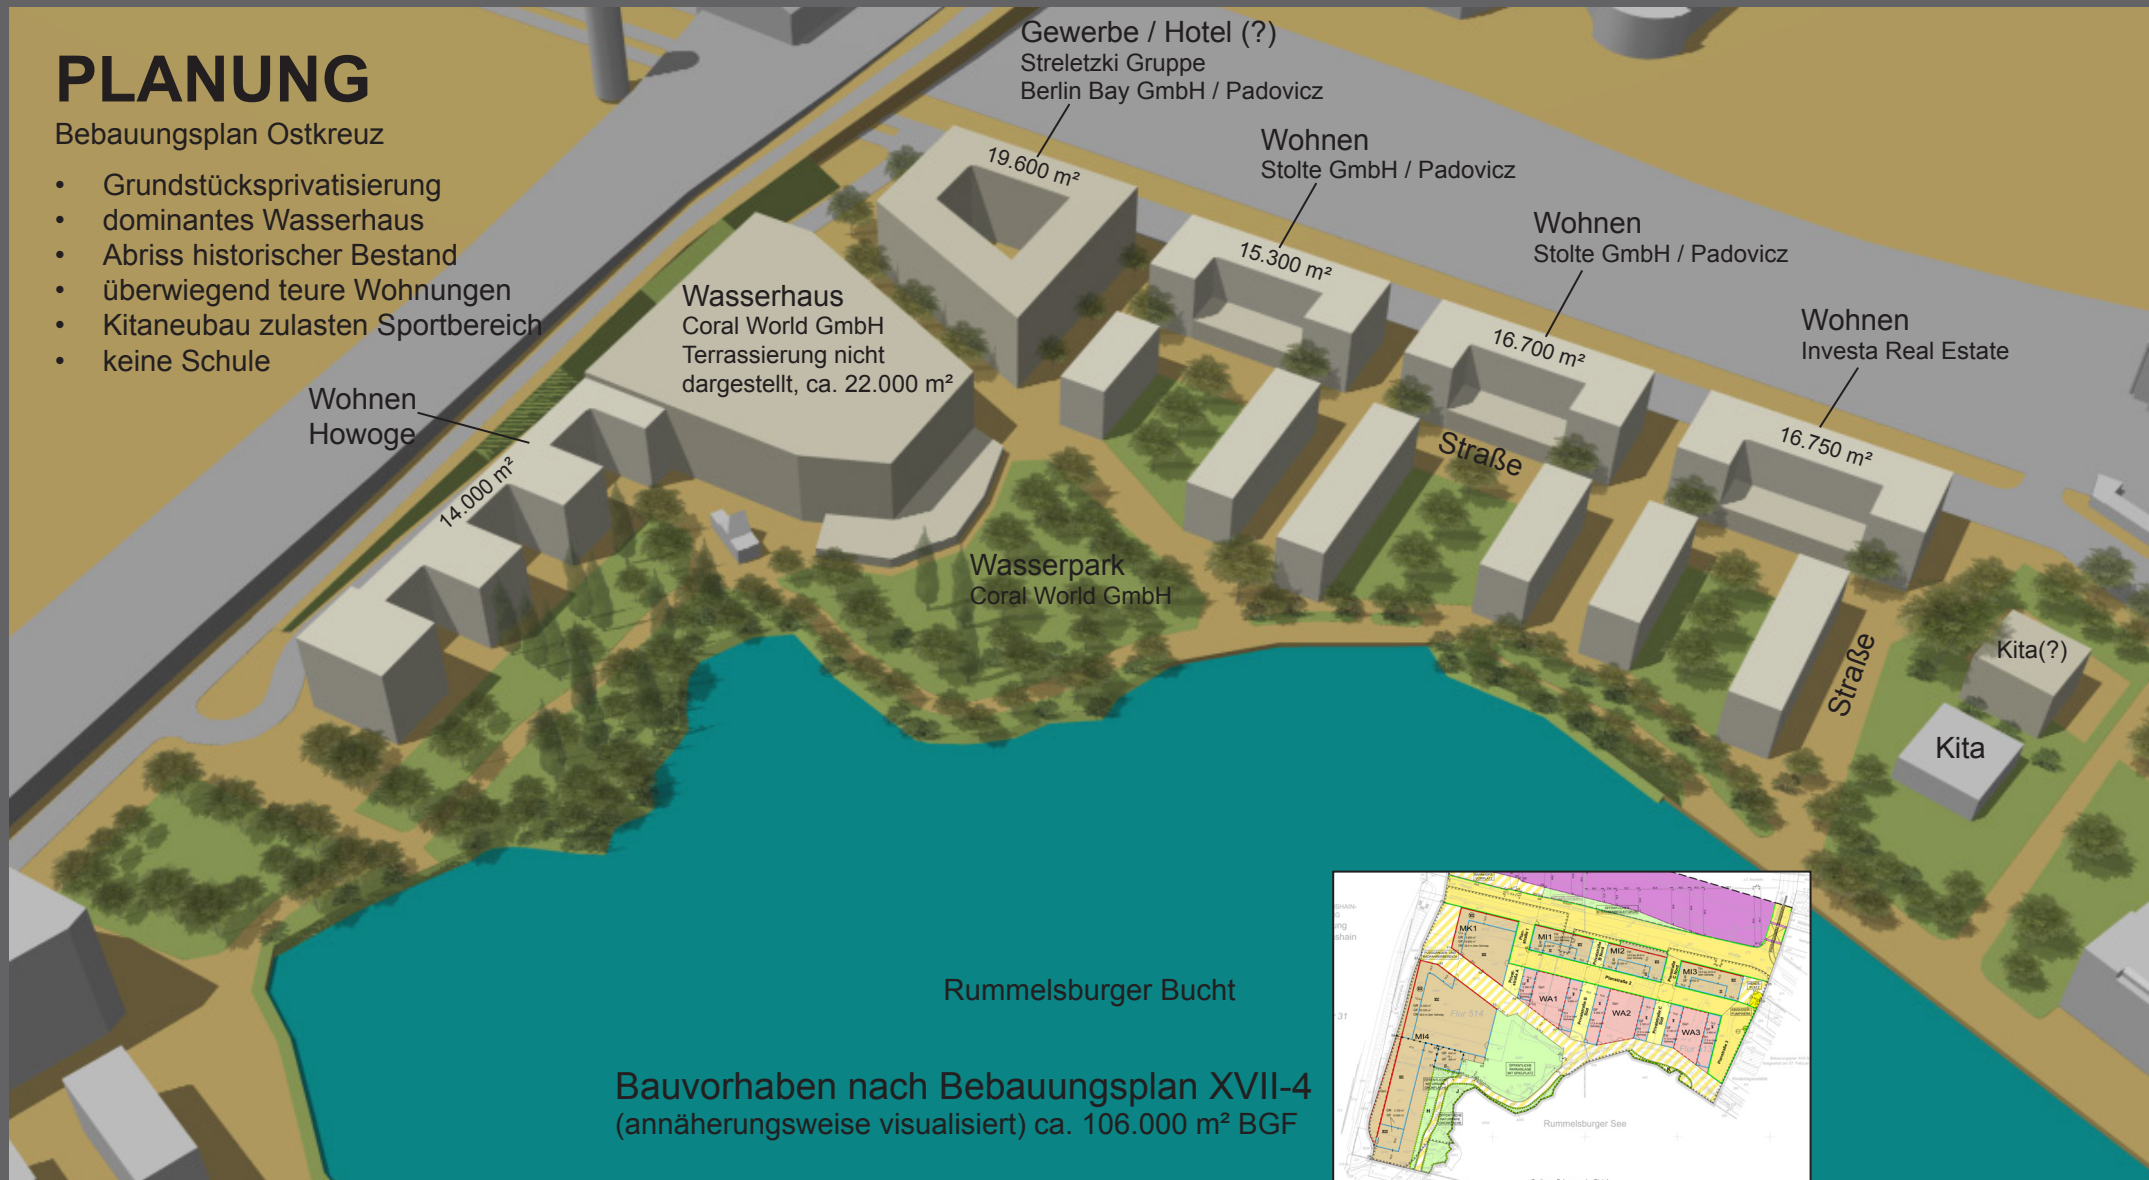 PLANUNG
Bebauungsplan Ostkreuz
• Grundstücksprivatisierung
• dominantes Wasserhaus
• Abriss historischer Bestand
• überwiegend teure Wohnungen
• Kitaneubau zulasten Sportbereich
• keine Schule
Gewerbe / Hotel (?)
Streletzki Gruppe
Berlin Bay GmbH / Padovicz
19.600 m²
Wohnen
Stolte GmbH / Padovicz
15.300 m²
Wohnen
Stolte GmbH / Padovicz
16.700 m²
Wohnen
Investa Real Estate
16.750 m²
Wasserhaus
Coral World GmbH
Terrassierung nicht
dargestellt, ca. 22.000 m²
Wohnen
Howoge
14.000 m²
Straße
Wasserpark
Coral World GmbH
Straße
Kita(?)
Kita
Rummelsburger Bucht
Bauvorhaben nach Bebauungsplan XVII-4
(annäherungsweise visualisiert) ca. 106.000 m² BGF
MK1
MI1
MI2
MI3
Planstraße 2
WA1
WA2
WA3
Flur 514
MI4
Rummelsburger See